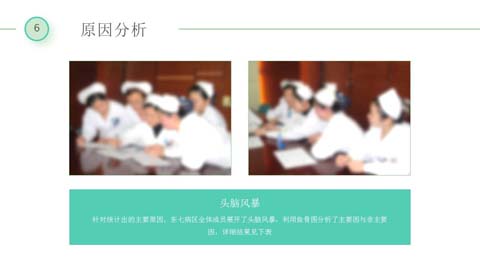 6
原因分析
头脑风暴
针对统计出的主要原因，东七病区全体成员展开了头脑风暴，利用鱼骨图分析了主要因与非主要
因，详细结果见下表